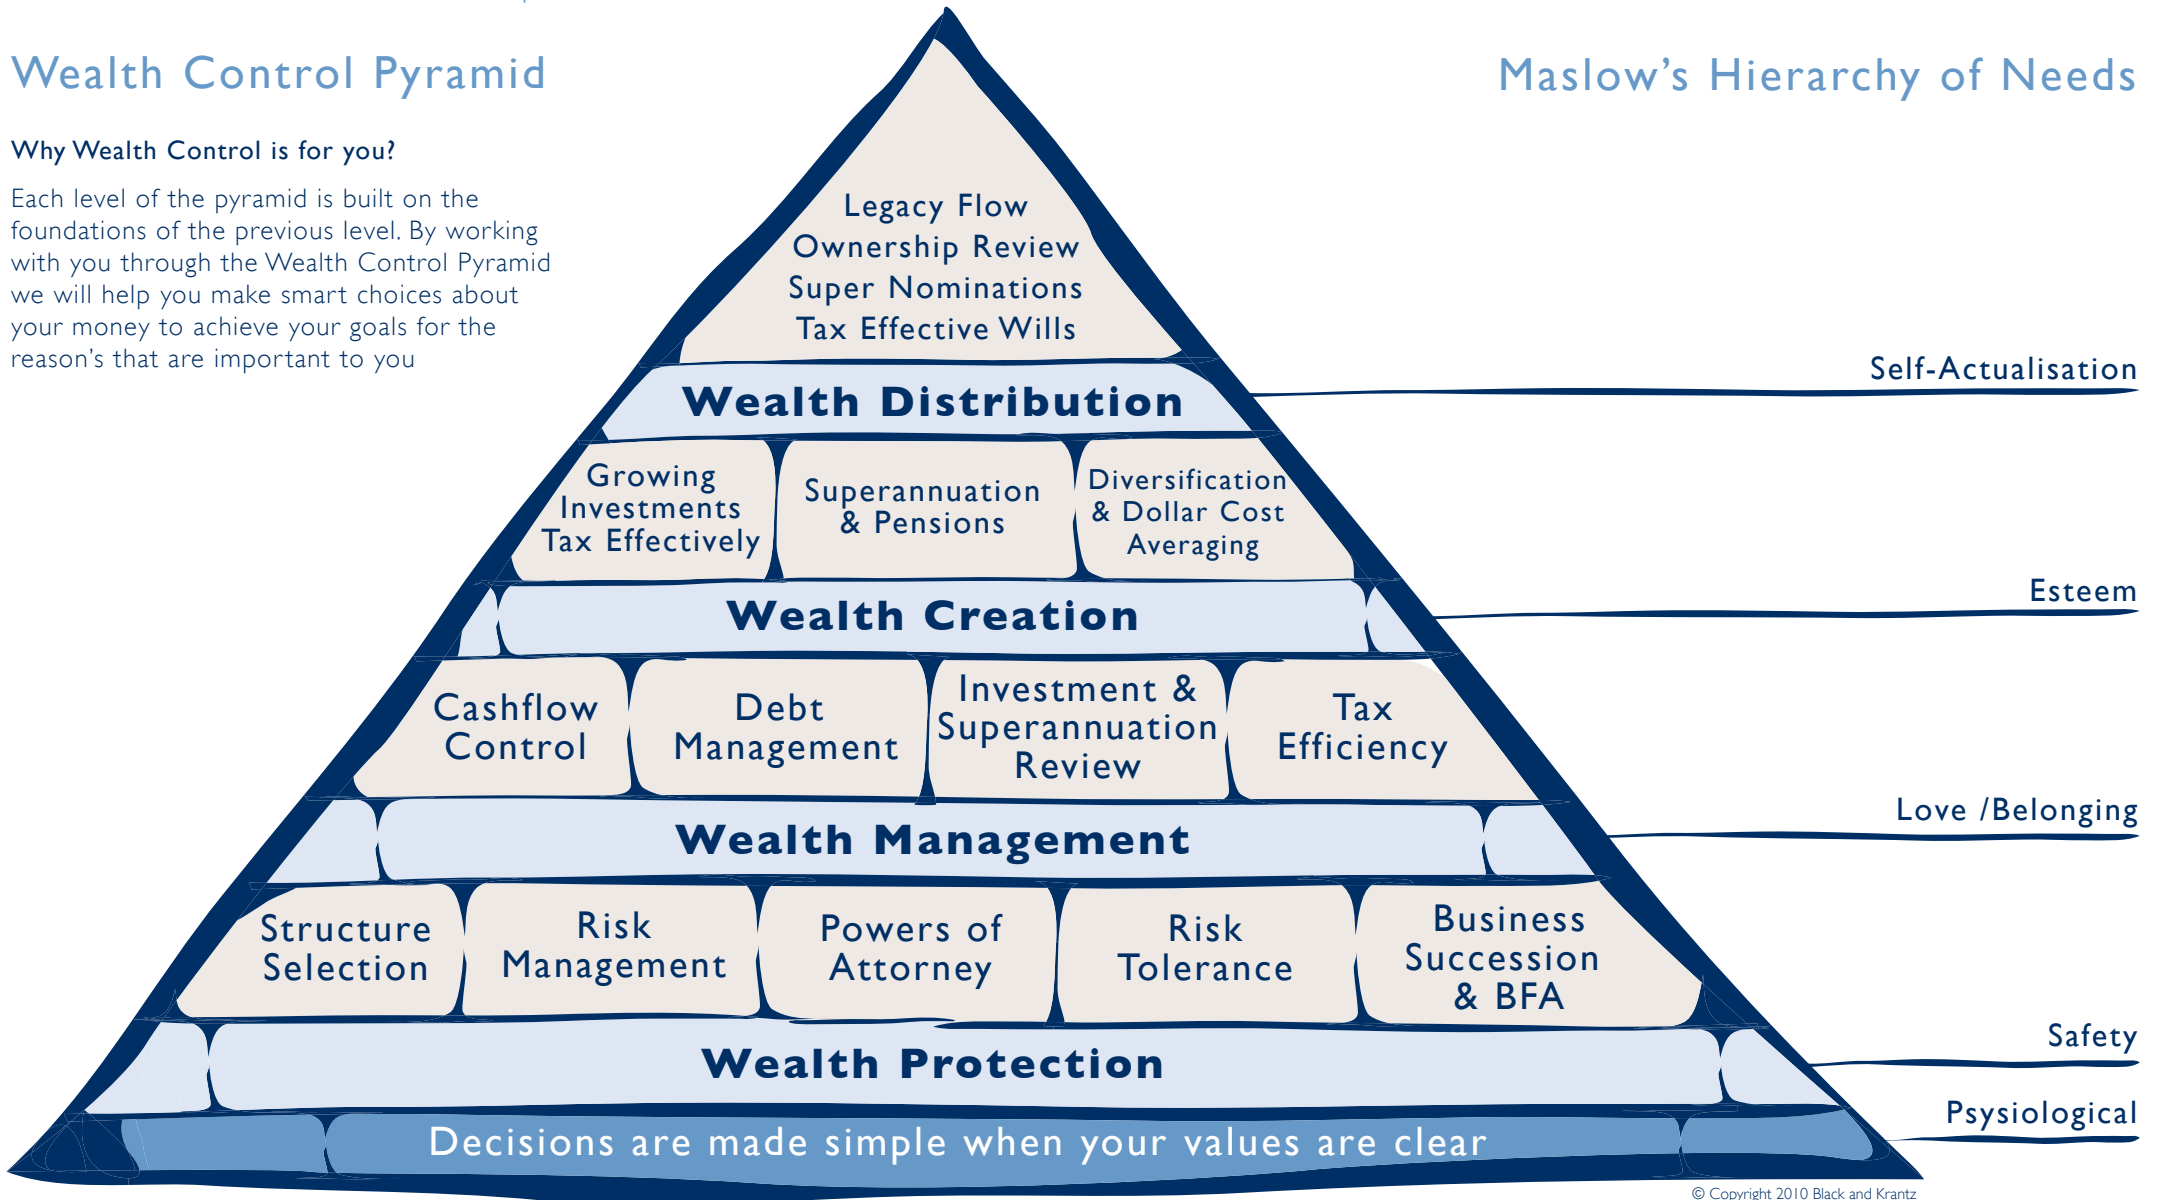 Wealth Control Pyramid
Maslow's Hierarchy of Needs
Why Wealth Control is for you?
Each level of the pyramid is built on the
foundations of the previous level. By working
with you through the Wealth Control Pyramid
we will help you make smart choices about
your money to achieve your goals for the
reason's that are important to you
Legacy Flow
Ownership Review
Super Nominations
Tax Effective Wills
Self-Actualisation
Wealth Distribution
Growing
Investments
Tax Effectively
Superannuation
& Pensions
Diversification
& Dollar Cost
Averaging
Esteem
Wealth Creation
Cashflow
Control
Debt
Management
Investment &
Superannuation
Review
Tax
Efficiency
Love /Belonging
Wealth Management
Structure
Selection
Risk
Management
Powers of
Attorney
Risk
Tolerance
Business
Succession
& BFA
Safety
Wealth Protection
Psysiological
Decisions are made simple when your values are clear
© Copyright 2010 Black and Krantz